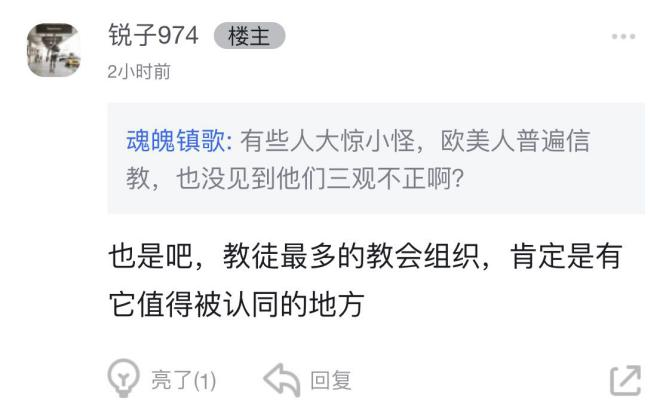 锐子974 楼主
2小时前
魂魄镇歌: 有些人大惊小怪，欧美人普遍信
教，也没见到他们三观不正啊?
也是吧，教徒最多的教会组织，肯定是有
它值得被认同的地方
亮了(1) 回复